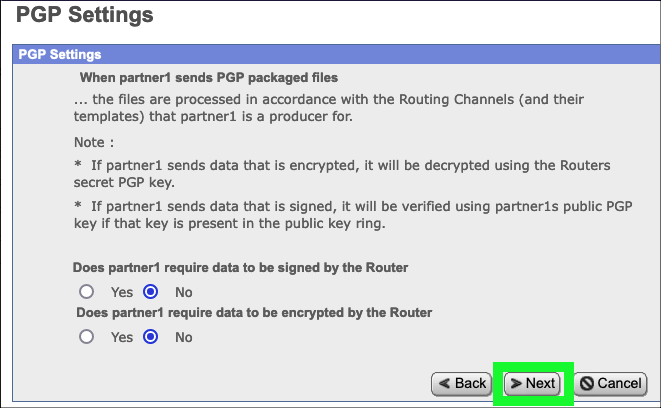 PGP Settings
PGP Settings
When partner1 sends PGP packaged files
... the files are processed in accordance with the Routing Channels (and their
templates) that partner1 is a producer for.
Note :
* If partner1 sends data that is encrypted, it will be decrypted using the Routers
secret PGP key.
* If partner1 sends data that is signed, it will be verified using partner1s public PGP
key if that key is present in the public key ring.
Does partner1 require data to be signed by the Router
Yes No
Does partner1 require data to be encrypted by the Router
Yes No
Back Next Cancel